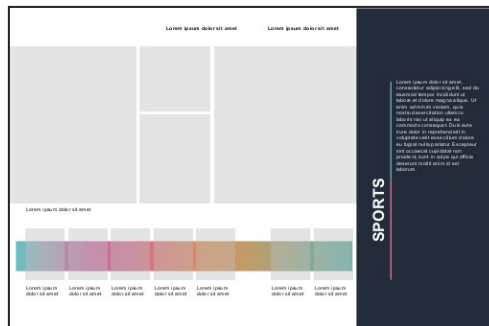 Lorem ipsum dolor sit amet
Lorem ipsum dolor sit amet
Lorem ipsum dolor sit amet
Lorem ipsum
dolor sit amet
Lorem ipsum
dolor sit amet
Lorem ipsum
dolor sit amet
Lorem ipsum
dolor sit amet
Lorem ipsum
dolor sit amet
Lorem ipsum
dolor sit amet
Lorem ipsum
dolor sit amet
SPORTS
Lorem ipsum dolor sit amet,
consectetur adipiscing elit, sed do
eiusmod tempor incididunt ut
labore et dolore magna aliqua. Ut
enim ad minim veniam, quis
nostrud exercitation ullamco
laboris nisi ut aliquip ex ea
commodo consequat. Duis aute
irure dolor in reprehenderit in
voluptate velit esse cillum dolore
eu fugiat nulla pariatur. Excepteur
sint occaecat cupidatat non
proident, sunt in culpa qui officia
deserunt mollit anim id est
laborum.